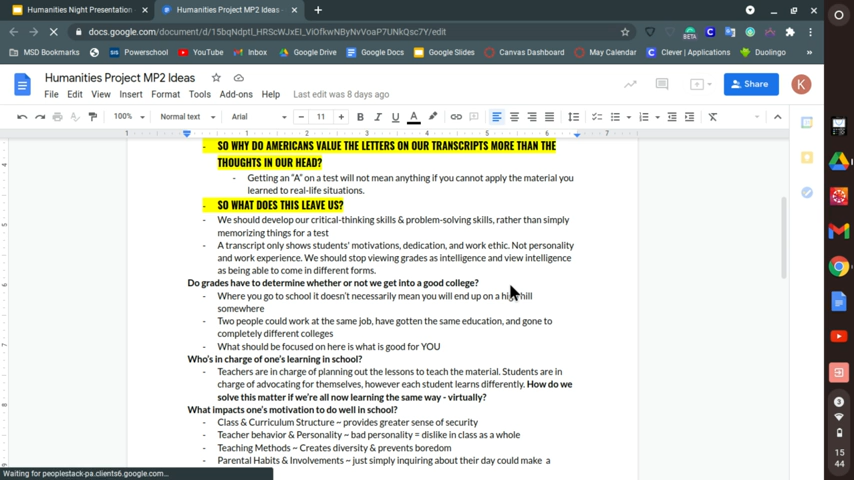 Humanities Night Presentation
Humanities Project MP2 Ideas -
docs.google.com/document/d/15bqNdptl_HRScWJxEI_ViOfkwNByNvVoaP7UNkQsc7Y/edit
BETA
MSD Bookmarks
Powerschool
YouTube
Inbox
Google Drive
Google Docs
Google Slides
Canvas Dashboard
May Calendar
Clever | Applications
Duolingo
Humanities Project MP2 Ideas
File Edit View Insert Format Tools Add-ons Help Last edit was 8 days ago
Share
K
100% Normal text Arial 11
1 1 2 3 4 5 6 7
- SO WHY DO AMERICANS VALUE THE LETTERS ON OUR TRANSCRIPTS MORE THAN THE
THOUGHTS IN OUR HEAD?
- Getting an "A" on a test will not mean anything if you cannot apply the material you
learned to real-life situations.
- SO WHAT DOES THIS LEAVE US?
- We should develop our critical-thinking skills & problem-solving skills, rather than simply
memorizing things for a test
- A transcript only shows students' motivations, dedication, and work ethic. Not personality
and work experience. We should stop viewing grades as intelligence and view intelligence
as being able to come in different forms.
Do grades have to determine whether or not we get into a good college?
- Where you go to school it doesn't necessarily mean you will end up on a high hill
somewhere
- Two people could work at the same job, have gotten the same education, and gone to
completely different colleges
- What should be focused on here is what is good for YOU
Who's in charge of one's learning in school?
- Teachers are in charge of planning out the lessons to teach the material. Students are in
charge of advocating for themselves, however each student learns differently. How do we
solve this matter if we're all now learning the same way - virtually?
What impacts one's motivation to do well in school?
- Class & Curriculum Structure ~ provides greater sense of security
- Teacher behavior & Personality ~ bad personality = dislike in class as a whole
- Teaching Methods ~ Creates diversity & prevents boredom
- Parental Habits & Involvements ~ just simply inquiring about their day could make a
Waiting for peoplestack-pa.clients6.google.com...
3
15
44